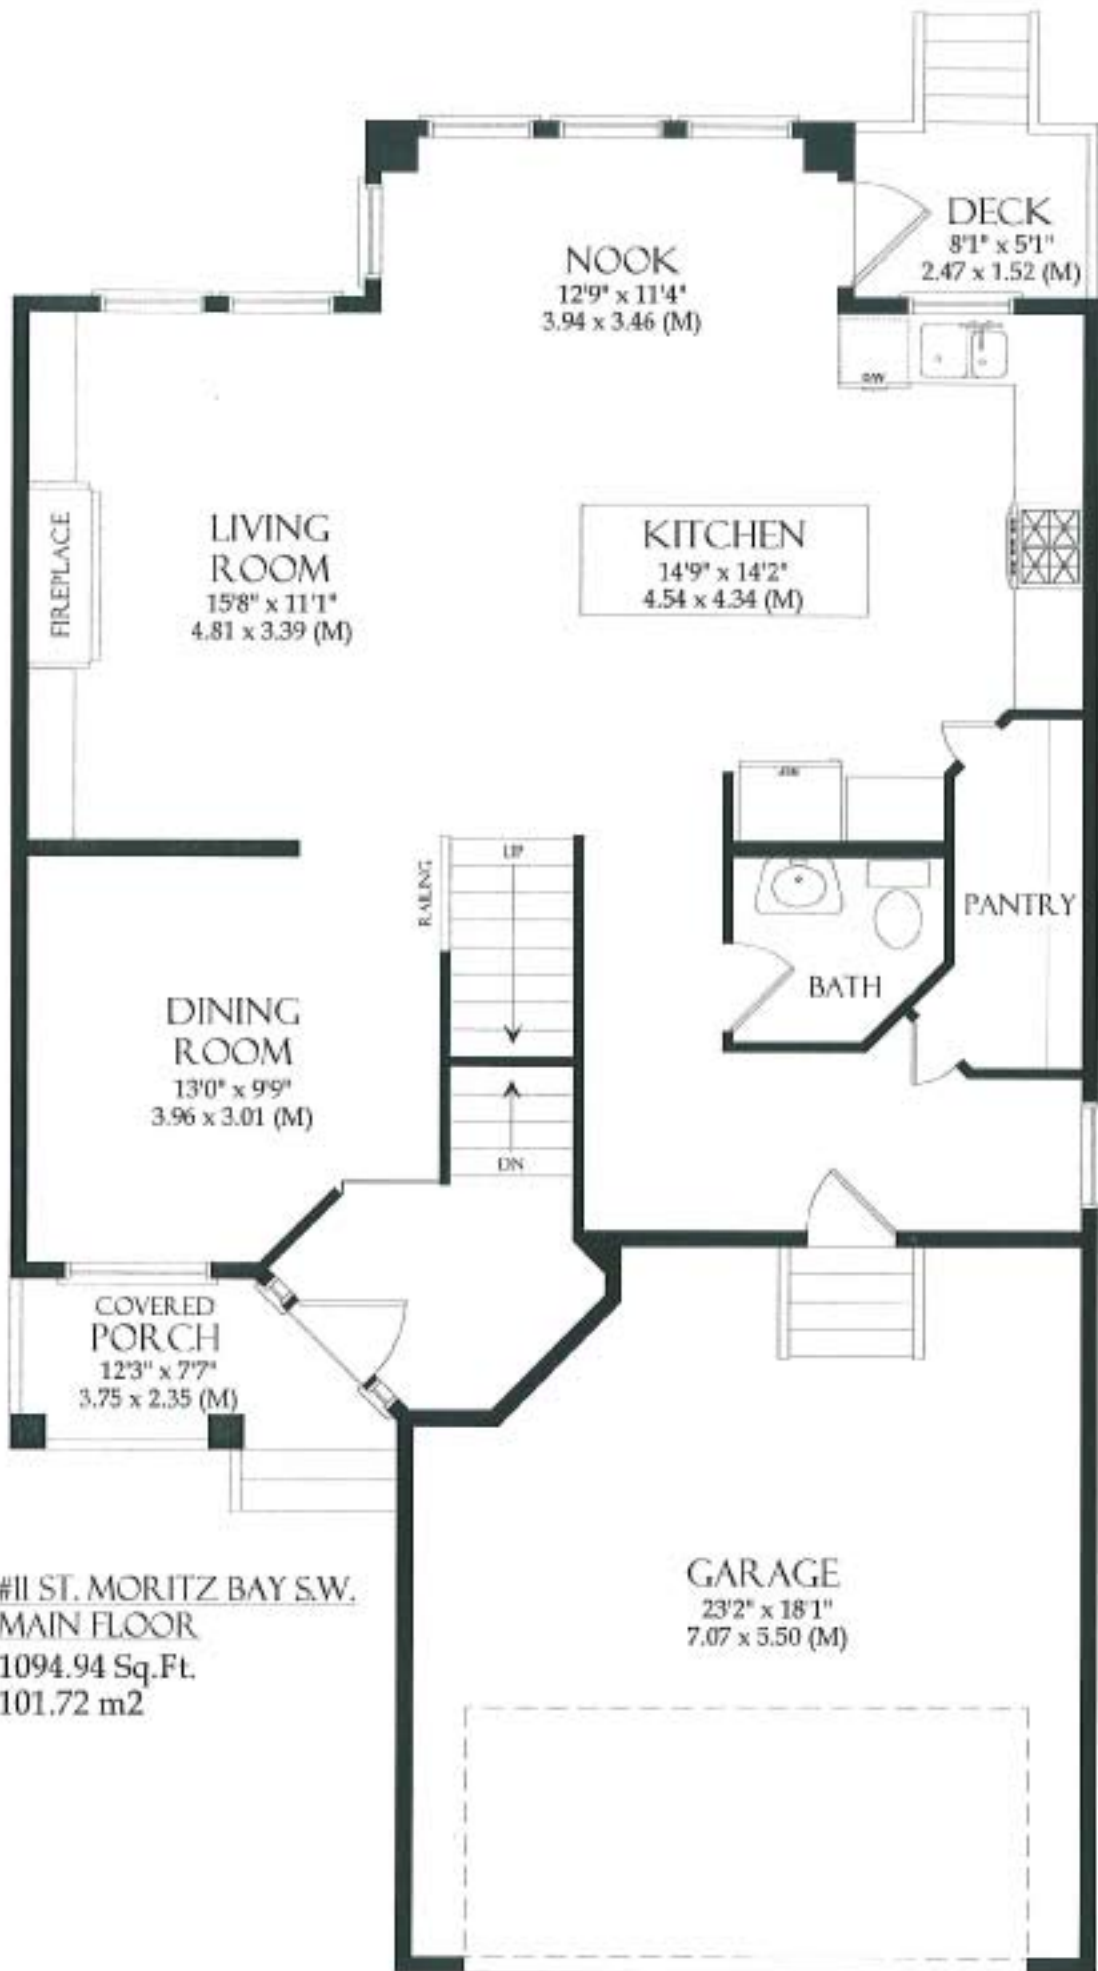 DECK
8'1" x 5'1"
2.47 x 1.52 (M)
NOOK
12'9" x 11'4"
3.94 x 3.46 (M)
D/W
FIREPLACE
LIVING
ROOM
15'8" x 11'1"
4.81 x 3.39 (M)
KITCHEN
14'9" x 14'2"
4.54 x 4.34 (M)
REF
UP
RAILING
PANTRY
BATH
DINING
ROOM
13'0" x 9'9"
3.96 x 3.01 (M)
DN
COVERED
PORCH
12'3" x 7'7"
3.75 x 2.35 (M)
#11 ST. MORITZ BAY S.W.
MAIN FLOOR
1094.94 Sq.Ft.
101.72 m2
GARAGE
23'2" x 18'1"
7.07 x 5.50 (M)